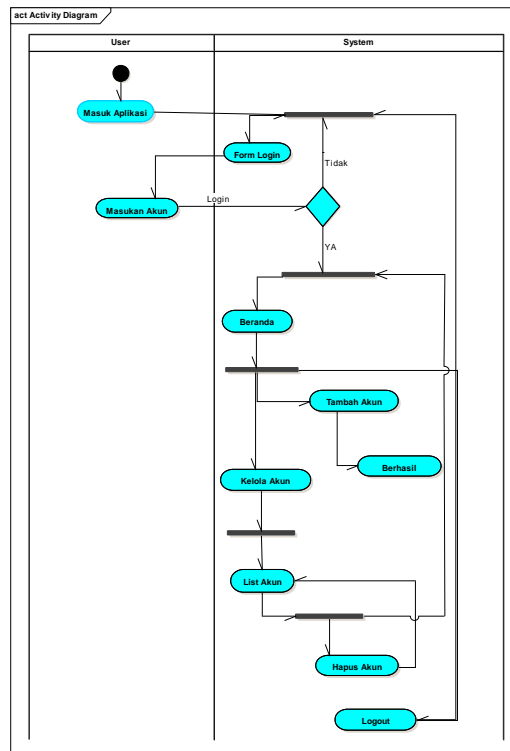 act Activity Diagram
User
System
Masuk Aplikasi
Form Login
Tidak
Masukan Akun
Login
YA
Beranda
Tambah Akun
Berhasil
Kelola Akun
List Akun
Hapus Akun
Logout